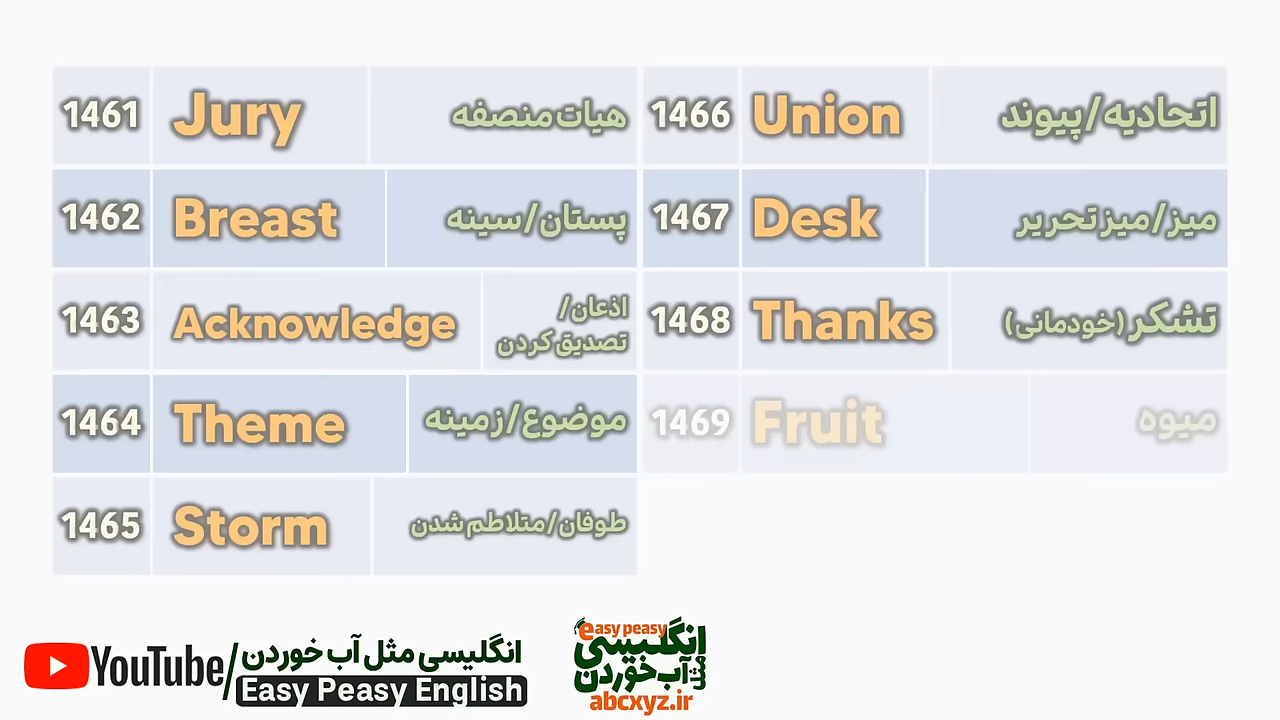 1461 Jury هیات منصفه
1462 Breast پستان/سینه
1463 Acknowledge اذعان/
تصدیق کردن
1464 Theme موضوع/زمینه
1465 Storm طوفان/متلاطم شدن
1466 Union اتحادیه/پیوند
1467 Desk میز/میز تحریر
1468 Thanks تشکر (خودمانی)
1469 Fruit میوه
YouTube/انگلیسی مثل آب خوردن
Easy Peasy English
easy peasy
انگلیسی
مثل آب خوردن
abcxyz.ir